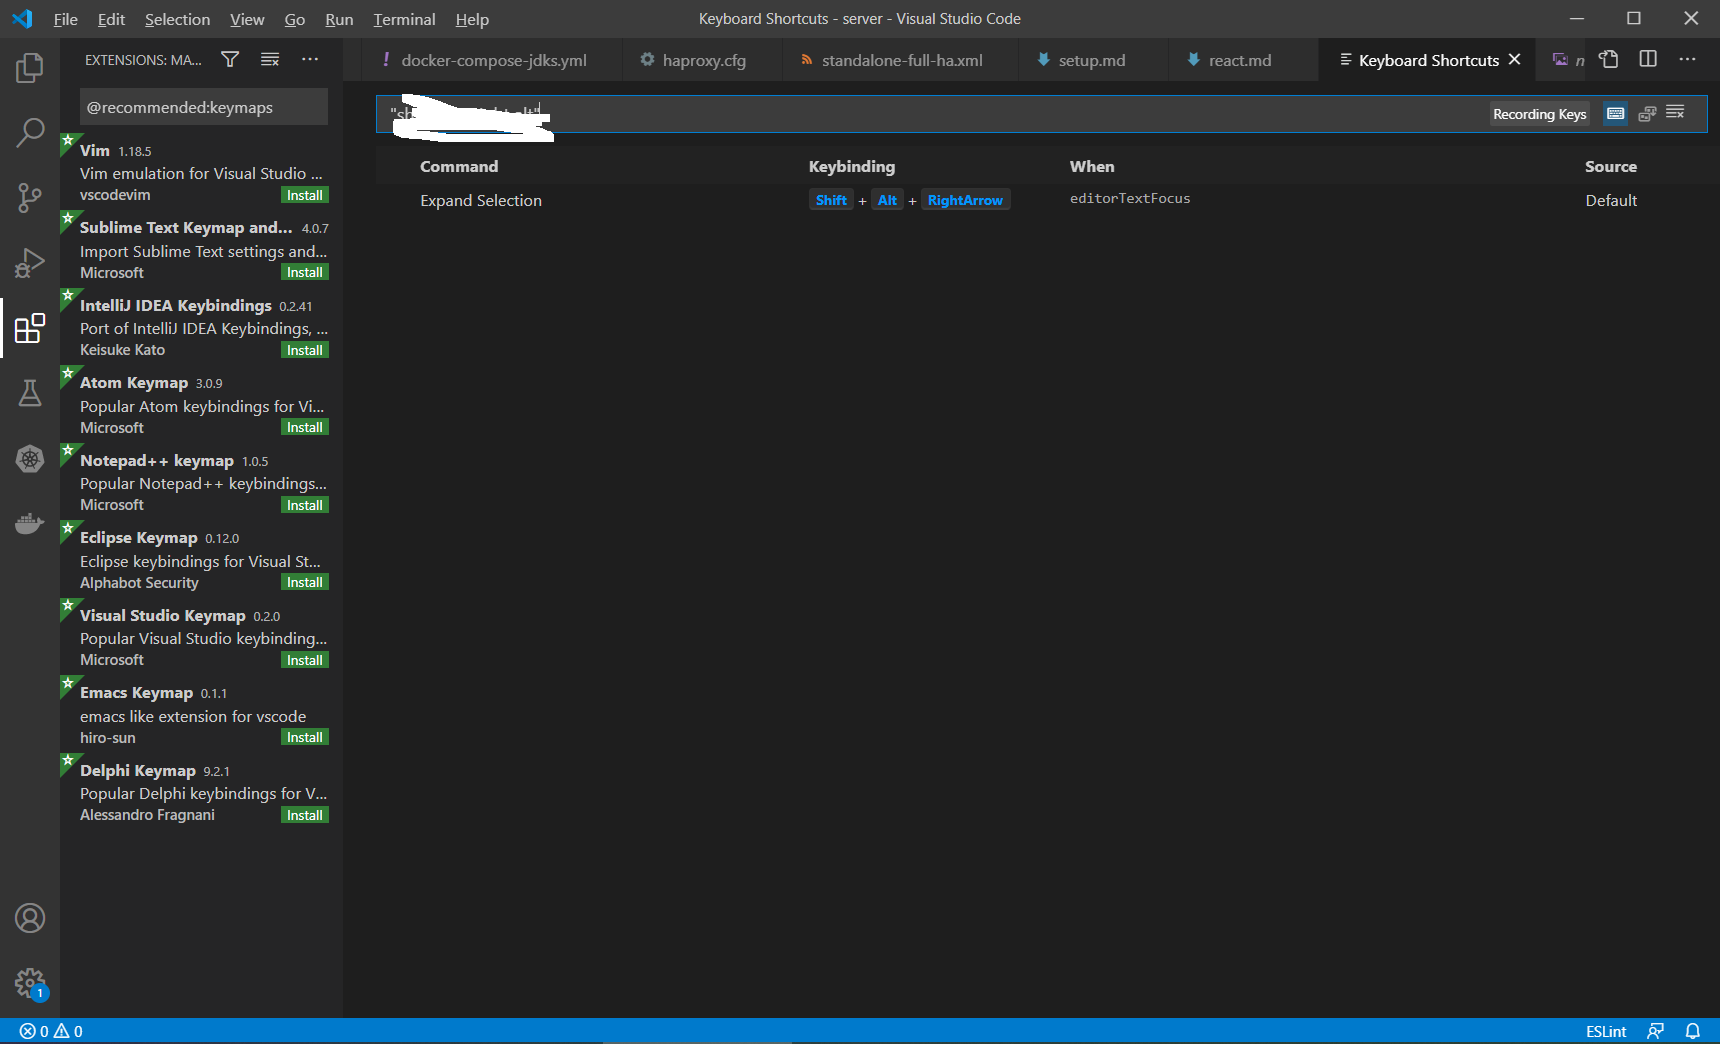 File Edit Selection View Go Run Terminal Help
Keyboard Shortcuts - server - Visual Studio Code
EXTENSIONS: MA...
@recommended:keymaps
Vim 1.18.5
Vim emulation for Visual Studio ...
vscodevim Install
Sublime Text Keymap and... 4.0.7
Import Sublime Text settings and...
Microsoft Install
IntelliJ IDEA Keybindings 0.2.41
Port of IntelliJ IDEA Keybindings, ...
Keisuke Kato Install
Atom Keymap 3.0.9
Popular Atom keybindings for Vi...
Microsoft Install
Notepad++ keymap 1.0.5
Popular Notepad++ keybindings...
Microsoft Install
Eclipse Keymap 0.12.0
Eclipse keybindings for Visual St...
Alphabot Security Install
Visual Studio Keymap 0.2.0
Popular Visual Studio keybinding...
Microsoft Install
Emacs Keymap 0.1.1
emacs like extension for vscode
hiro-sun Install
Delphi Keymap 9.2.1
Popular Delphi keybindings for V...
Alessandro Fragnani Install
1
! docker-compose-jdks.yml haproxy.cfg standalone-full-ha.xml setup.md react.md Keyboard Shortcuts n
Recording Keys
Command Keybinding When Source
Expand Selection Shift + Alt + RightArrow editorTextFocus Default
0 0 ESLint